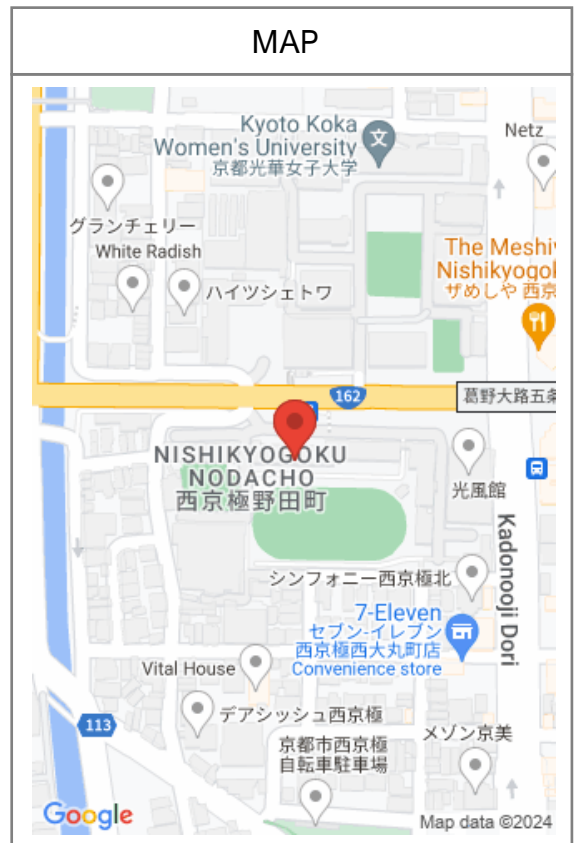 MAP
Kyoto Koka
Women's University
京都光華女子大学
Netz
グランチェリー
White Radish
ハイツシェトワ
The Meshiy
Nishikyogok
ザめしや 西京
162
葛野大路五条
NISHIKYOGOKU
NODACHO
西京極野田町
光風館
Kadonooji Dori
シンフォニー西京極北
7-Eleven
セブン-イレブン
西京極西大丸町店
Convenience store
Vital House
113
デアシッシュ西京極
メゾン京美
京都市西京極
自転車駐車場
Google
Map data ©2024